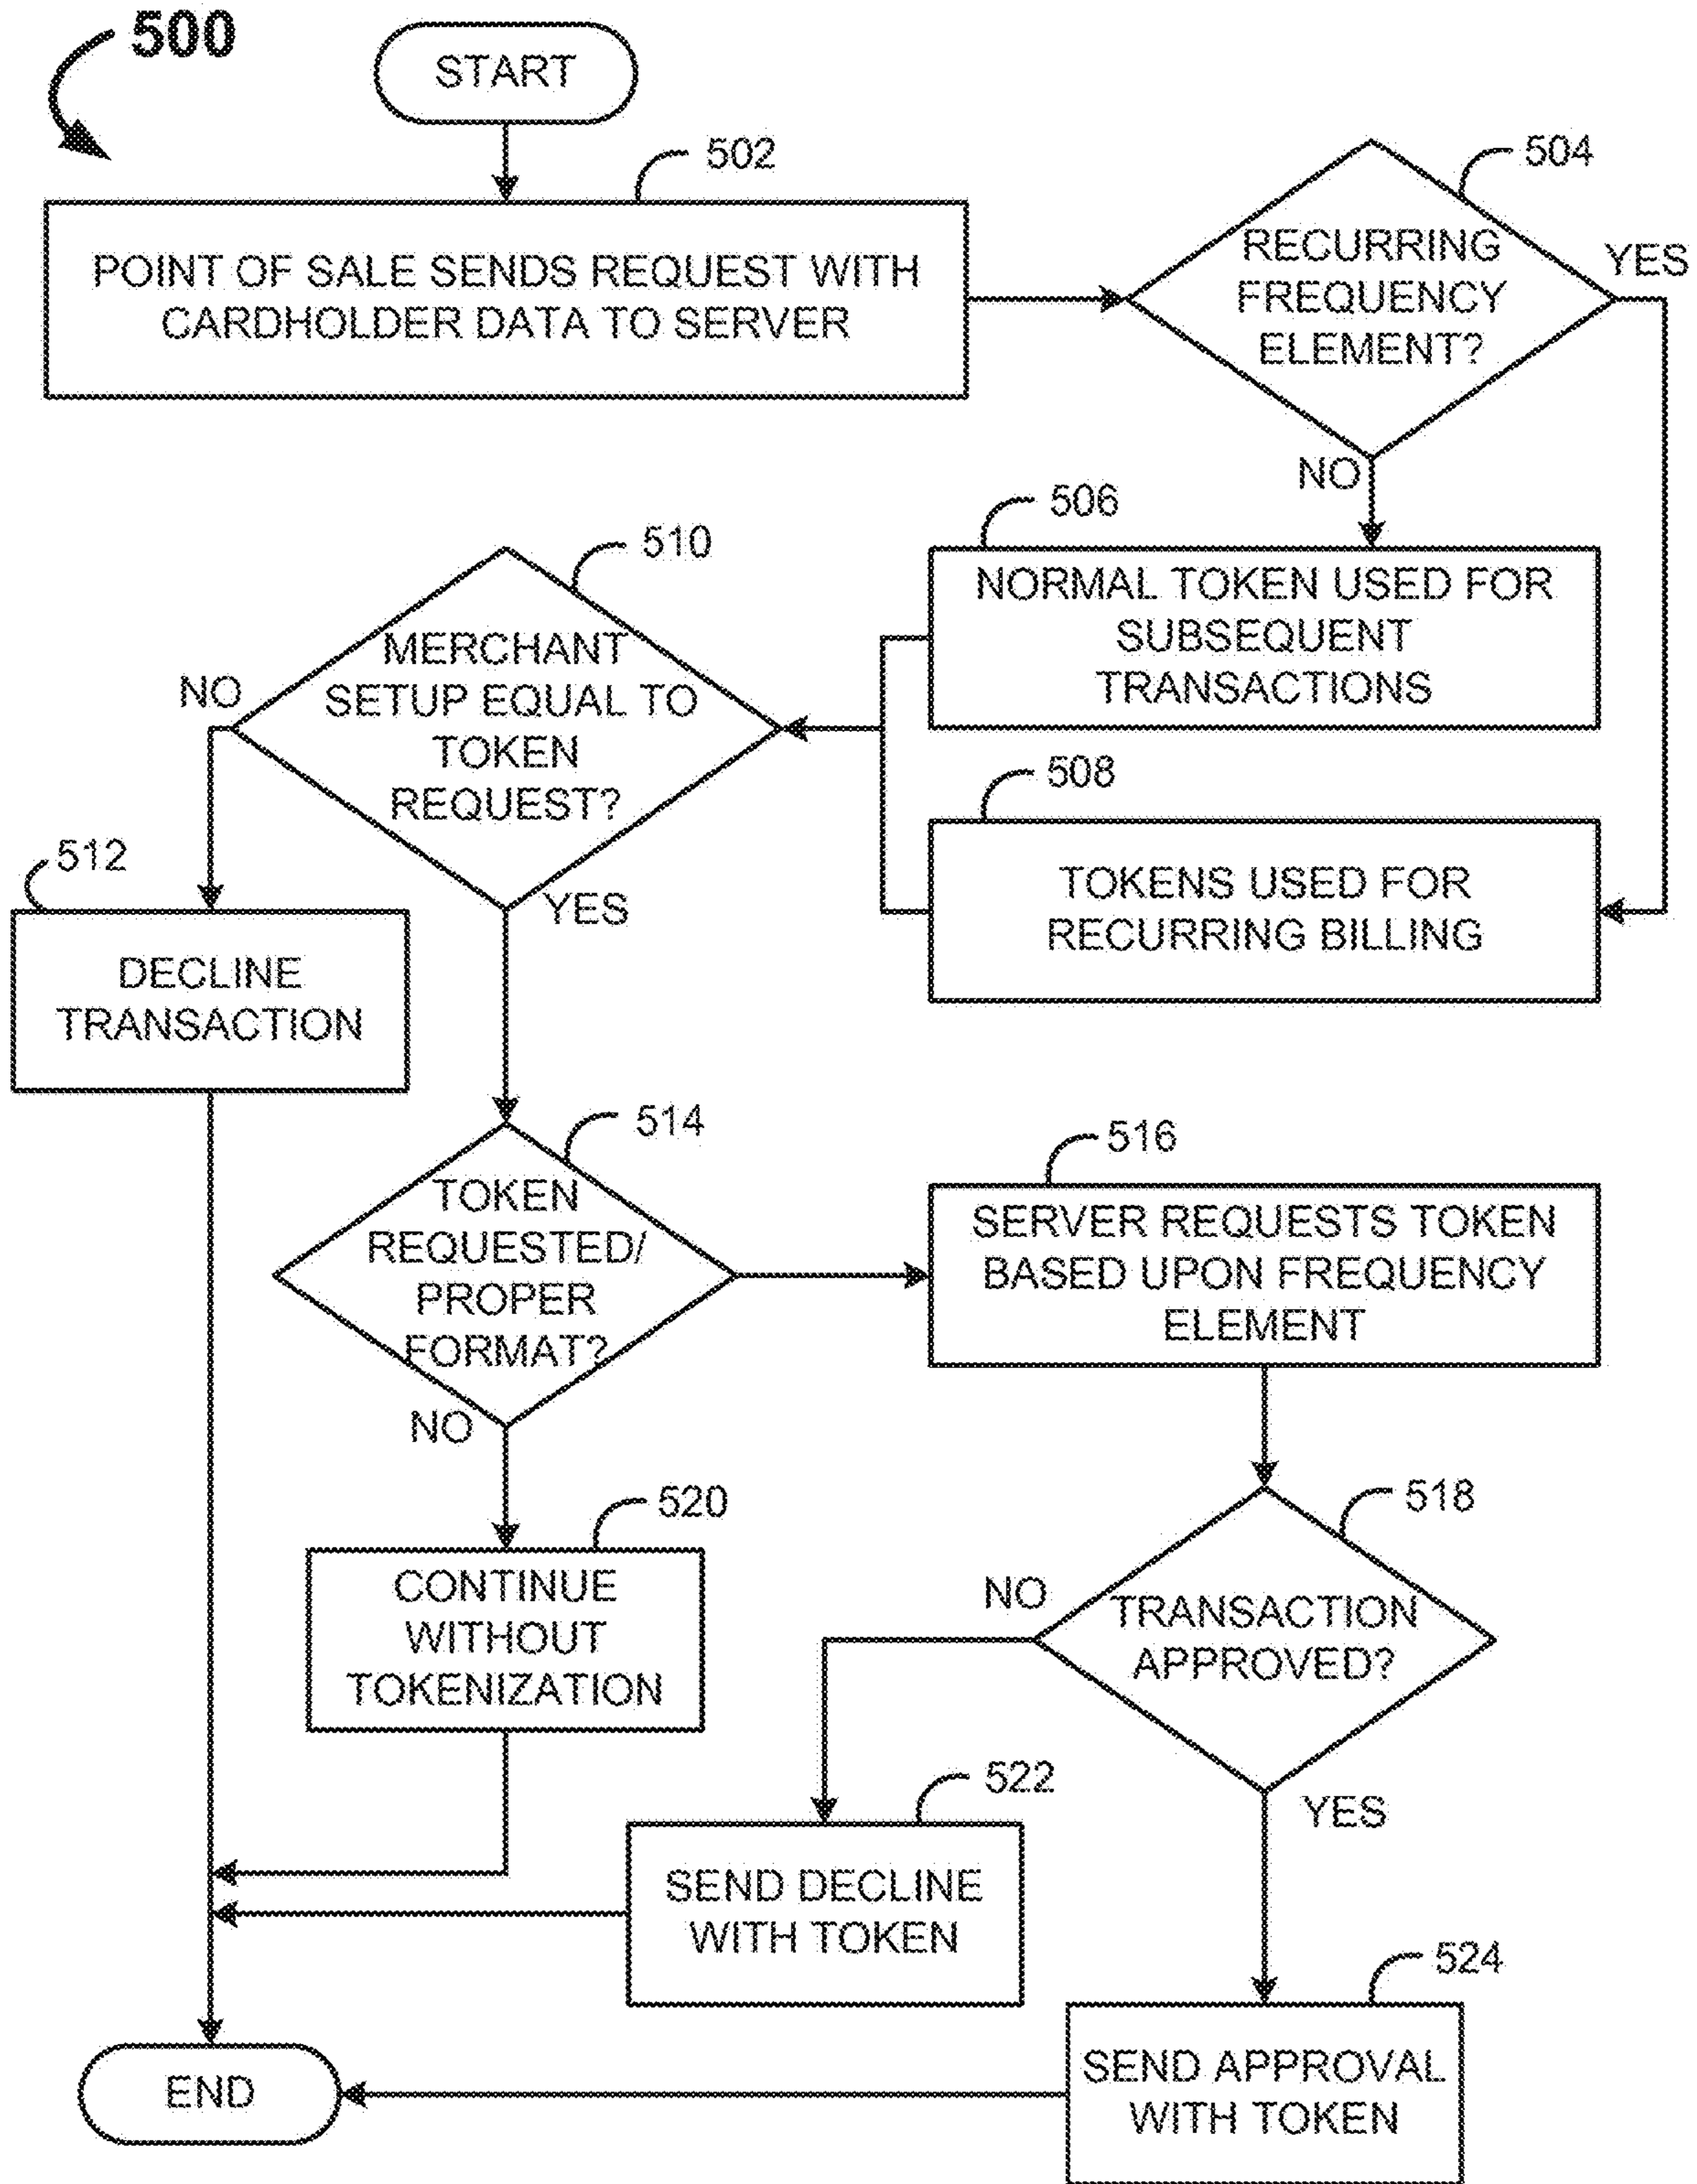 500
START
502
POINT OF SALE SENDS REQUEST WITH
CARDHOLDER DATA TO SERVER
504
RECURRING
FREQUENCY
ELEMENT?
YES
NO
506
NORMAL TOKEN USED FOR
SUBSEQUENT
TRANSACTIONS
508
TOKENS USED FOR
RECURRING BILLING
510
MERCHANT
SETUP EQUAL TO
TOKEN
REQUEST?
NO
YES
512
DECLINE
TRANSACTION
514
TOKEN
REQUESTED/
PROPER
FORMAT?
NO
516
SERVER REQUESTS TOKEN
BASED UPON FREQUENCY
ELEMENT
518
TRANSACTION
APPROVED?
NO
YES
520
CONTINUE
WITHOUT
TOKENIZATION
522
SEND DECLINE
WITH TOKEN
524
SEND APPROVAL
WITH TOKEN
END